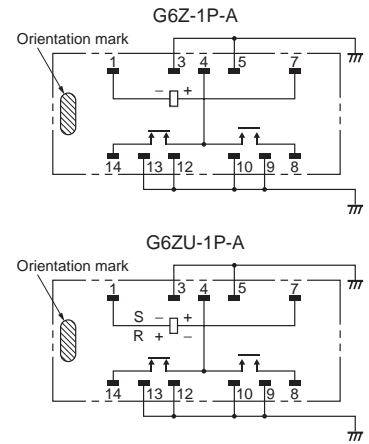 G6Z-1P-A
Orientation mark
1 3 4 5 7
− +
14 13 12 10 9 8
G6ZU-1P-A
Orientation mark
1 3 4 5 7
S − +
R + −
14 13 12 10 9 8